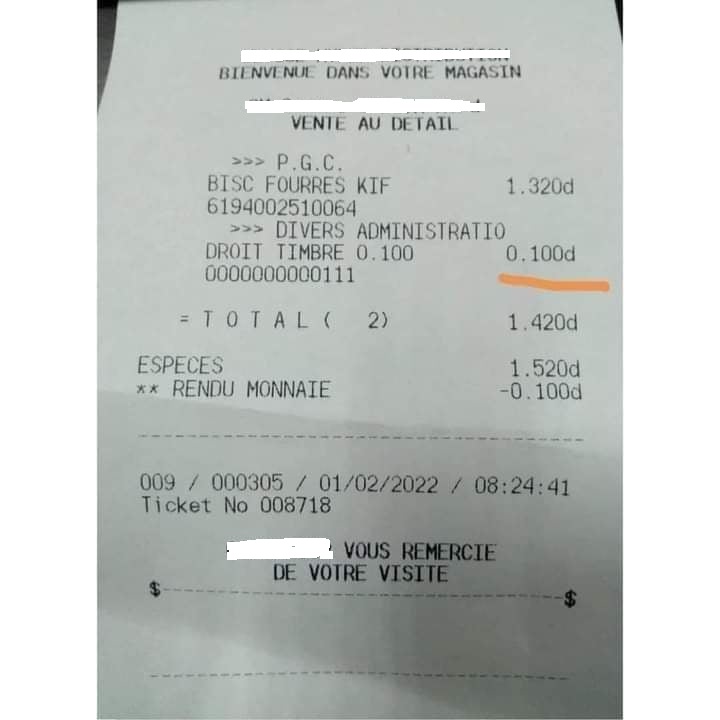 BIENVENUE DANS VOTRE MAGASIN
VENTE AU DETAIL
>>> P.G.C.
BISC FOURRES KIF 1.320d
6194002510064
>>> DIVERS ADMINISTRATIO
DROIT TIMBRE 0.100 0.100d
0000000000111
= T O T A L ( 2) 1.420d
ESPECES 1.520d
** RENDU MONNAIE -0.100d
009 / 000305 / 01/02/2022 / 08:24:41
Ticket No 008718
VOUS REMERCIE
DE VOTRE VISITE
$ $